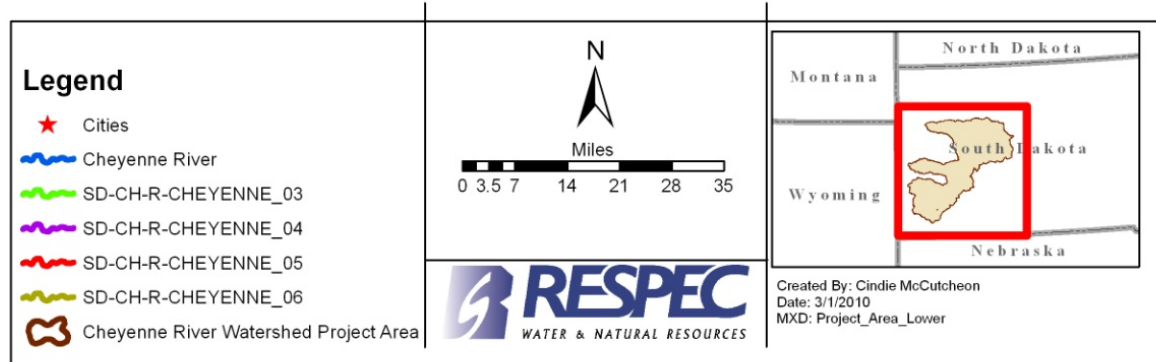 Legend
Cities
Cheyenne River
SD-CH-R-CHEYENNE_03
SD-CH-R-CHEYENNE_04
SD-CH-R-CHEYENNE_05
SD-CH-R-CHEYENNE_06
Cheyenne River Watershed Project Area
N
Miles
0 3.5 7 14 21 28 35
RESPEC
WATER & NATURAL RESOURCES
North Dakota
Montana
South Dakota
Wyoming
Nebraska
Created By: Cindie McCutcheon
Date: 3/1/2010
MXD: Project_Area_Lower